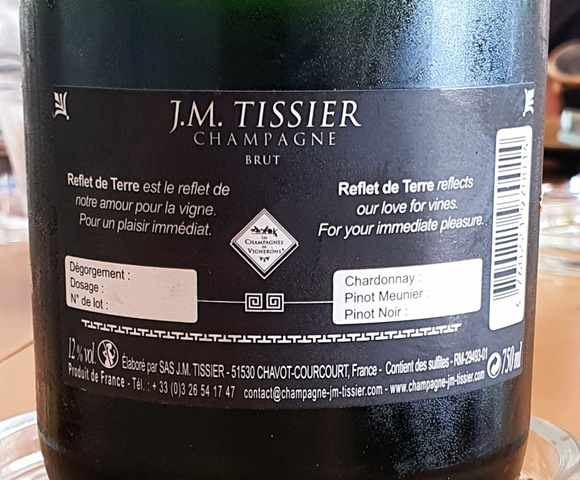 J.M. TISSIER
CHAMPAGNE
BRUT
Reflet de Terre est le reflet de
notre amour pour la vigne.
Pour un plaisir immédiat.
Reflet de Terre reflects
our love for vines.
For your immediate pleasure.
LES
CHAMPAGNES
DE
VIGNERONS
Dégorgement :
Dosage :
N° de lot :
Chardonnay :
Pinot Meunier :
Pinot Noir :
12 % vol. Élaboré par SAS J.M. TISSIER - 51530 CHAVOT-COURCOURT, France - Contient des sulfites - RM-29493-01 750 ml
Produit de France - Tél. : + 33 (0)3 26 54 17 47 contact@champagne-jm-tissier.com - www.champagne-jm-tissier.com